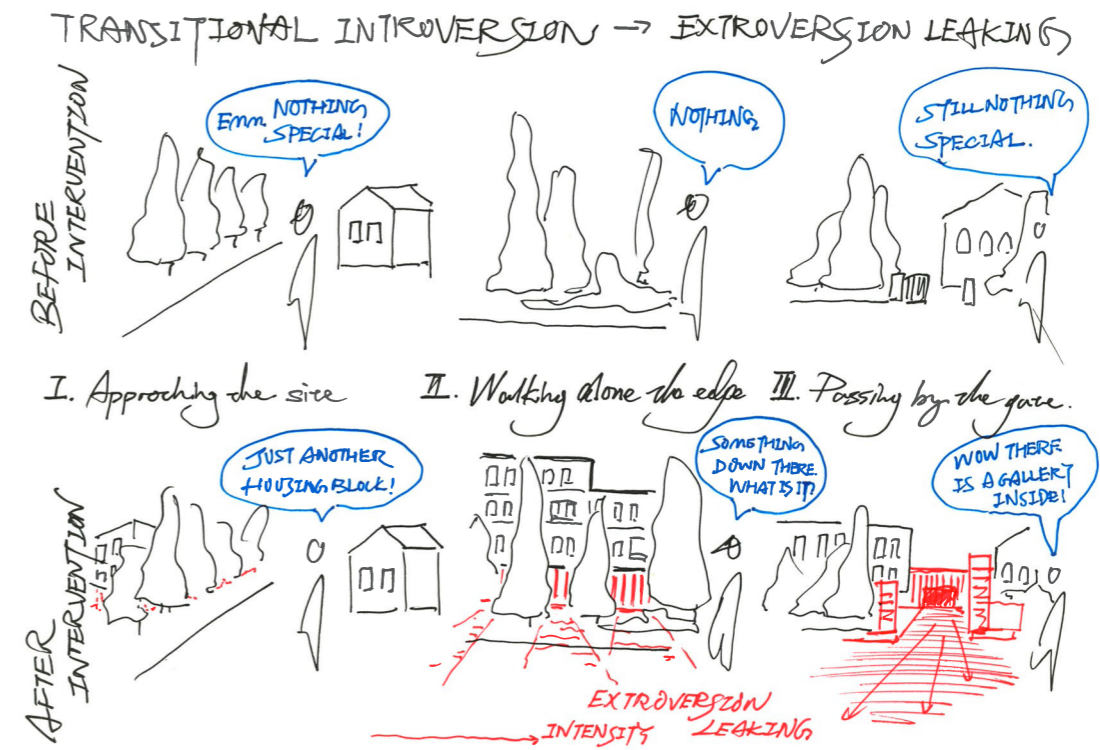 TRANSITIONAL INTROVERSION → EXTROVERSION LEAKING
BEFORE
INTERVENTION
Emm NOTHING
SPECIAL!
NOTHING
STILL NOTHING
SPECIAL.
I. Approching the site
II. Walking alone the edge
III. Passing by the gate.
AFTER
INTERVENTION
JUST ANOTHER
HOUSING BLOCK!
SOMETHING
DOWN THERE.
WHAT IS IT?
WOW THERE
IS A GALLERY
INSIDE!
EXTROVERSION
LEAKING
INTENSITY